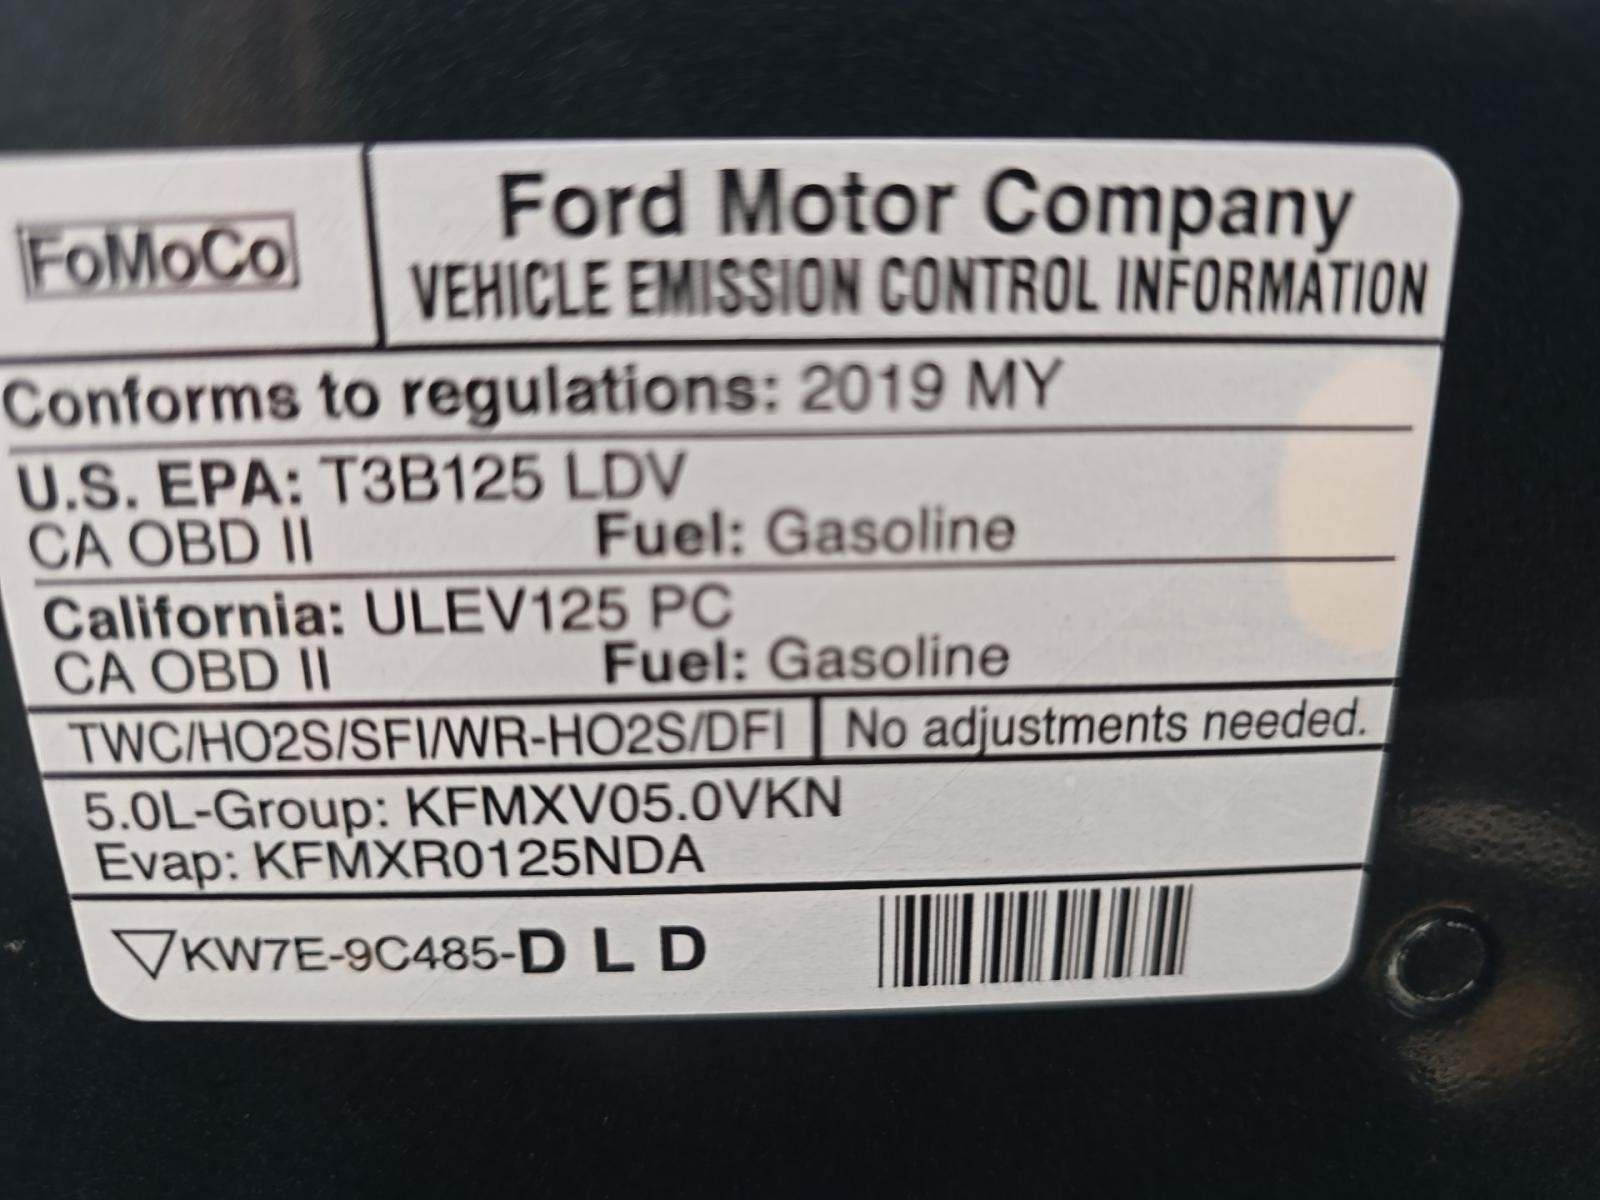 FoMoCo
Ford Motor Company
VEHICLE EMISSION CONTROL INFORMATION
Conforms to regulations: 2019 MY
U.S. EPA: T3B125 LDV
CA OBD II Fuel: Gasoline
California: ULEV125 PC
CA OBD II Fuel: Gasoline
TWC/HO2S/SFI/WR-HO2S/DFI No adjustments needed.
5.0L-Group: KFMXV05.0VKN
Evap: KFMXR0125NDA
▽KW7E-9C485-D L D